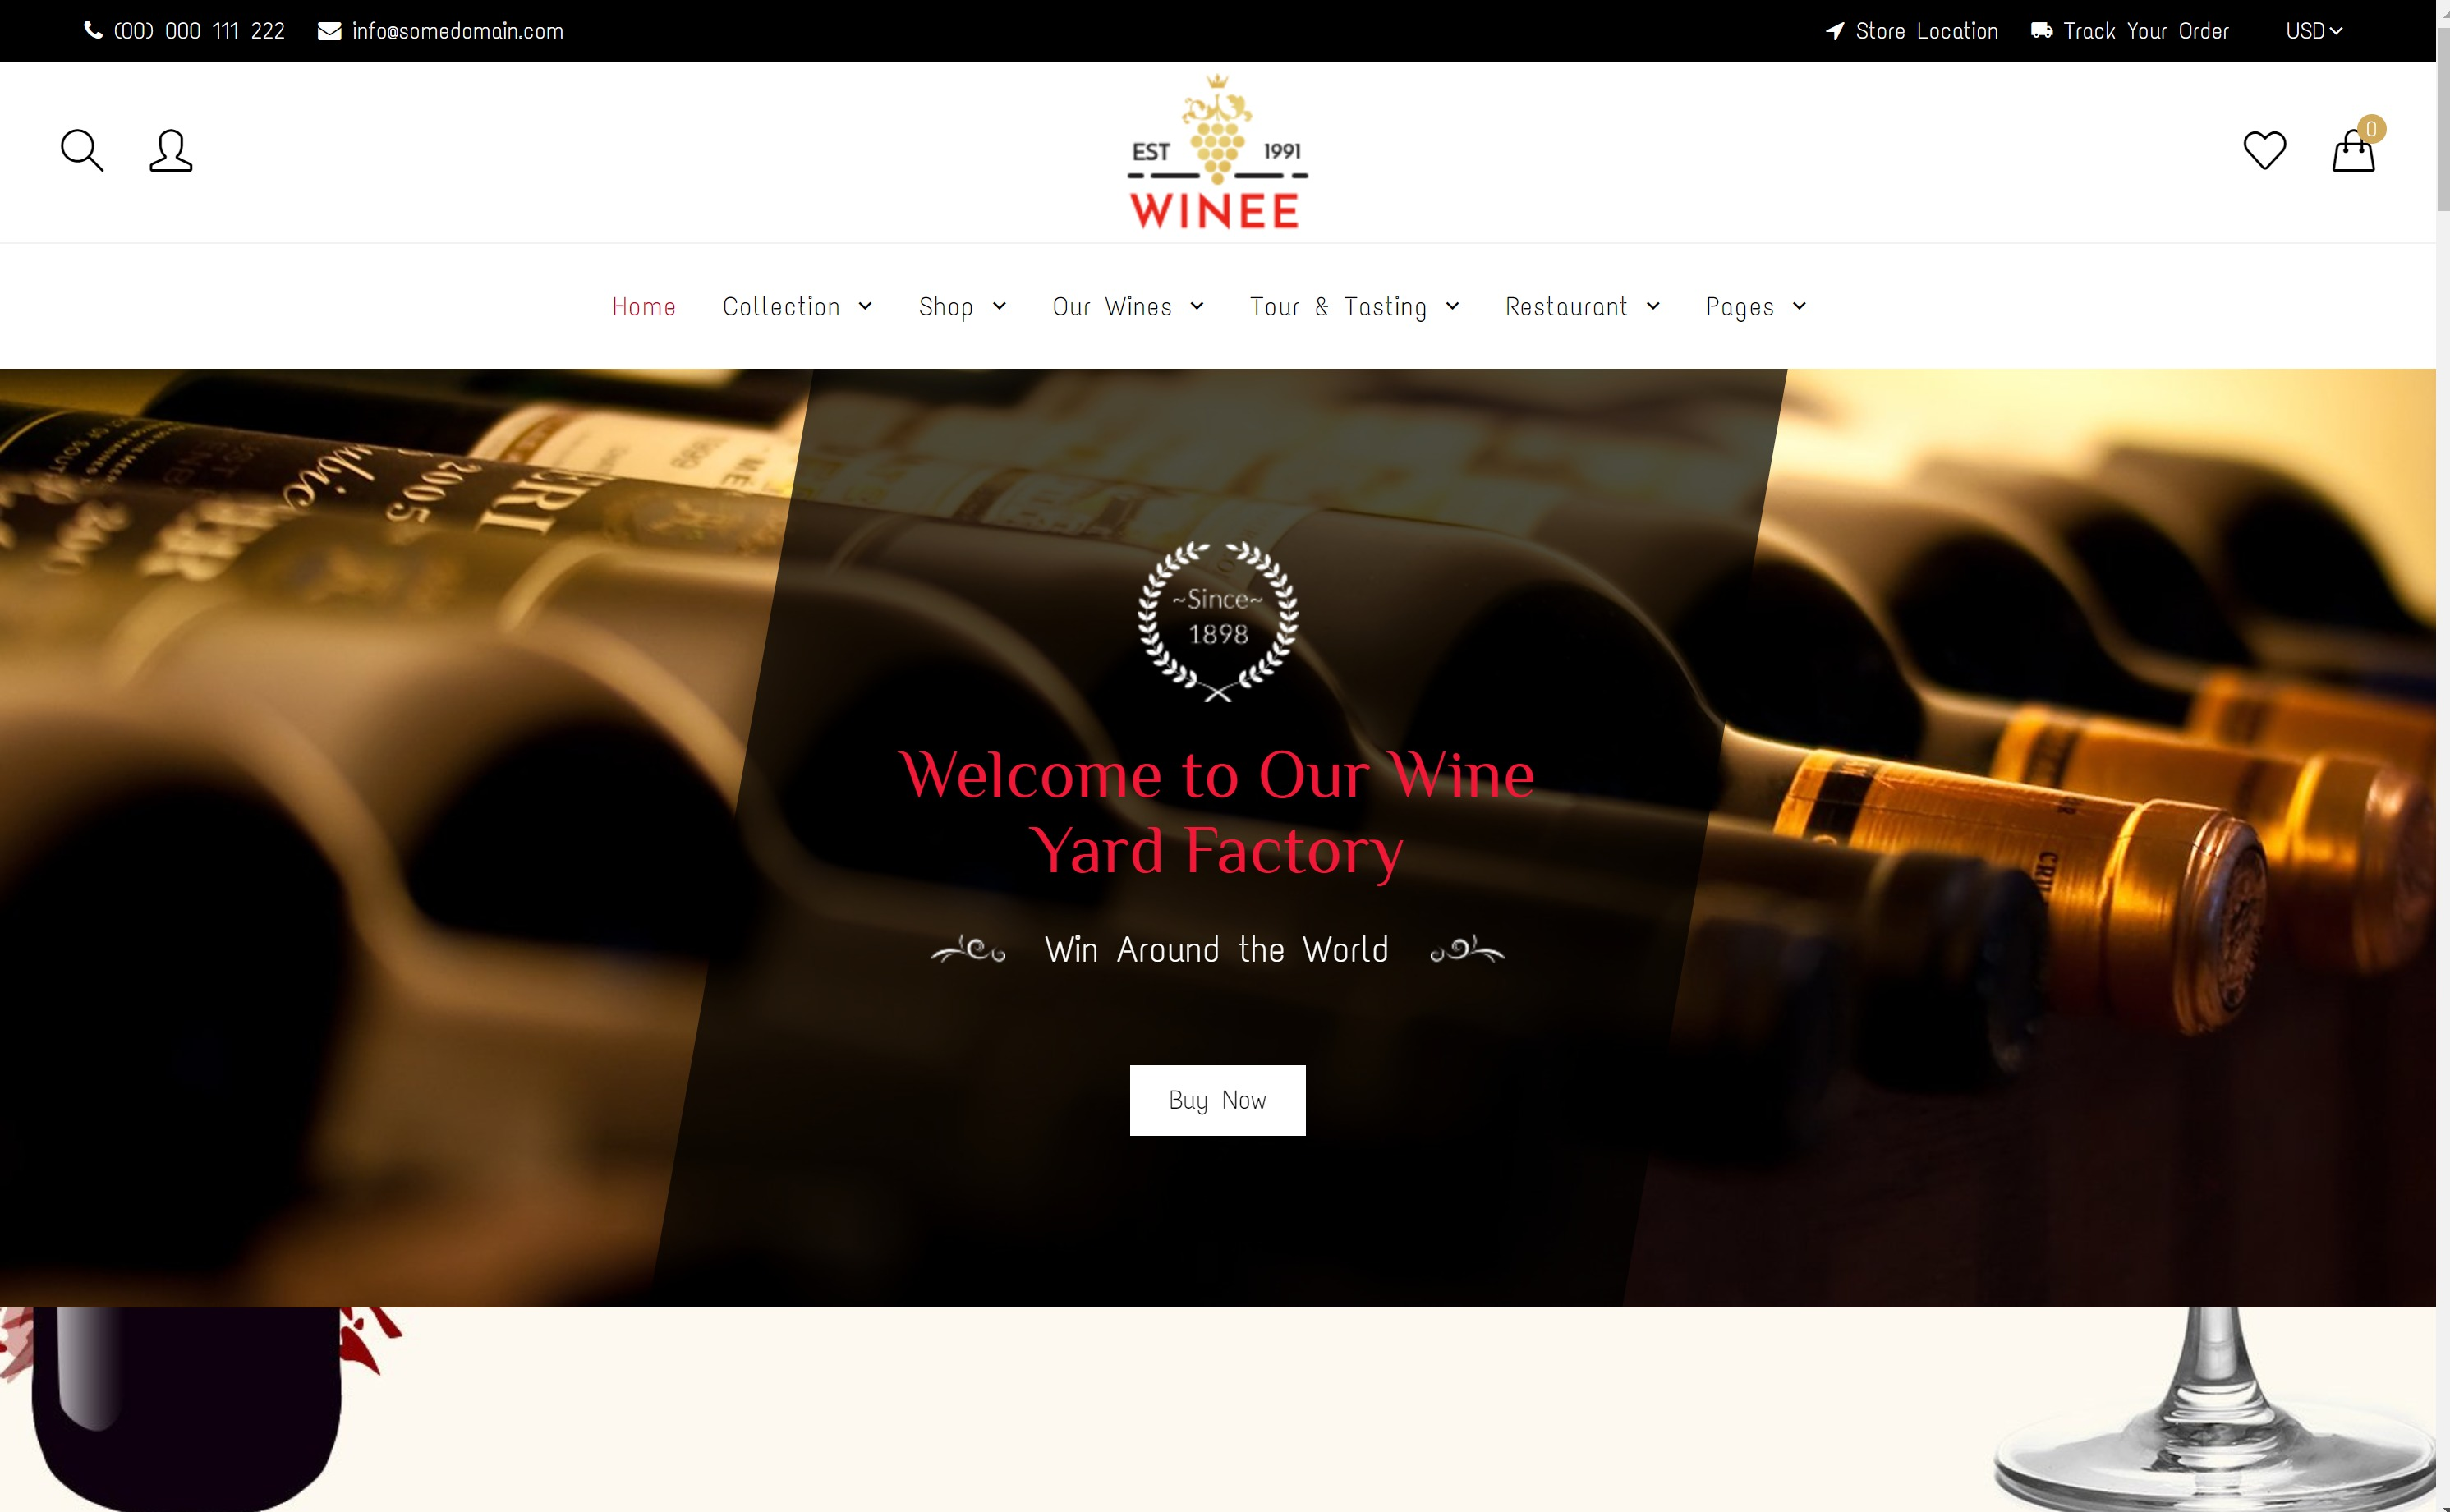 (00) 000 111 222 info@somedomain.com Store Location Track Your Order USD
0
EST 1991
WINEE
Home Collection Shop Our Wines Tour & Tasting Restaurant Pages
2005
ERI
~Since~
1898
Welcome to Our Wine
Yard Factory
Win Around the World
Buy Now